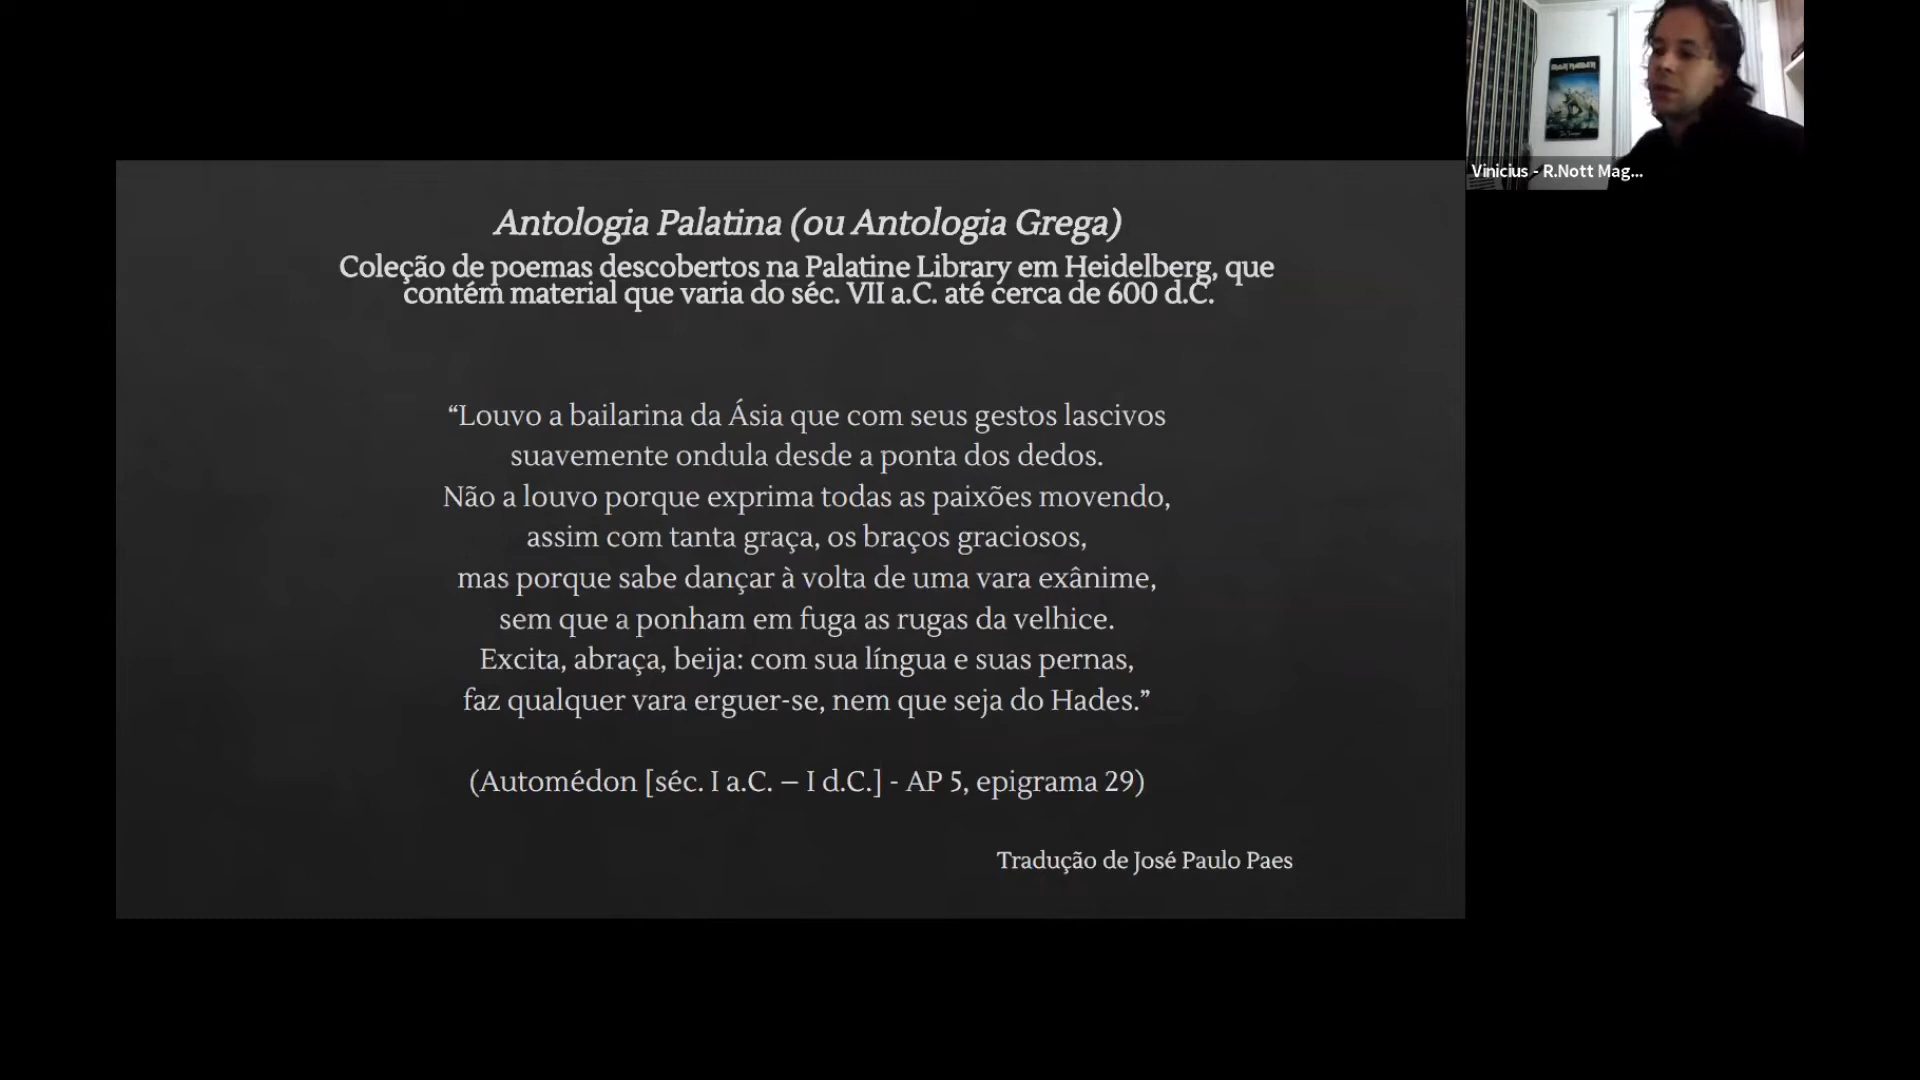 Vinicius - R.Nott Mag...
Antologia Palatina (ou Antologia Grega)
Coleção de poemas descobertos na Palatine Library em Heidelberg, que
contém material que varia do séc. VII a.C. até cerca de 600 d.C.
“Louvo a bailarina da Ásia que com seus gestos lascivos
suavemente ondula desde a ponta dos dedos.
Não a louvo porque exprima todas as paixões movendo,
assim com tanta graça, os braços graciosos,
mas porque sabe dançar à volta de uma vara exânime,
sem que a ponham em fuga as rugas da velhice.
Excita, abraça, beija: com sua língua e suas pernas,
faz qualquer vara erguer-se, nem que seja do Hades.”
(Automédon [séc. I a.C. – I d.C.] - AP 5, epigrama 29)
Tradução de José Paulo Paes